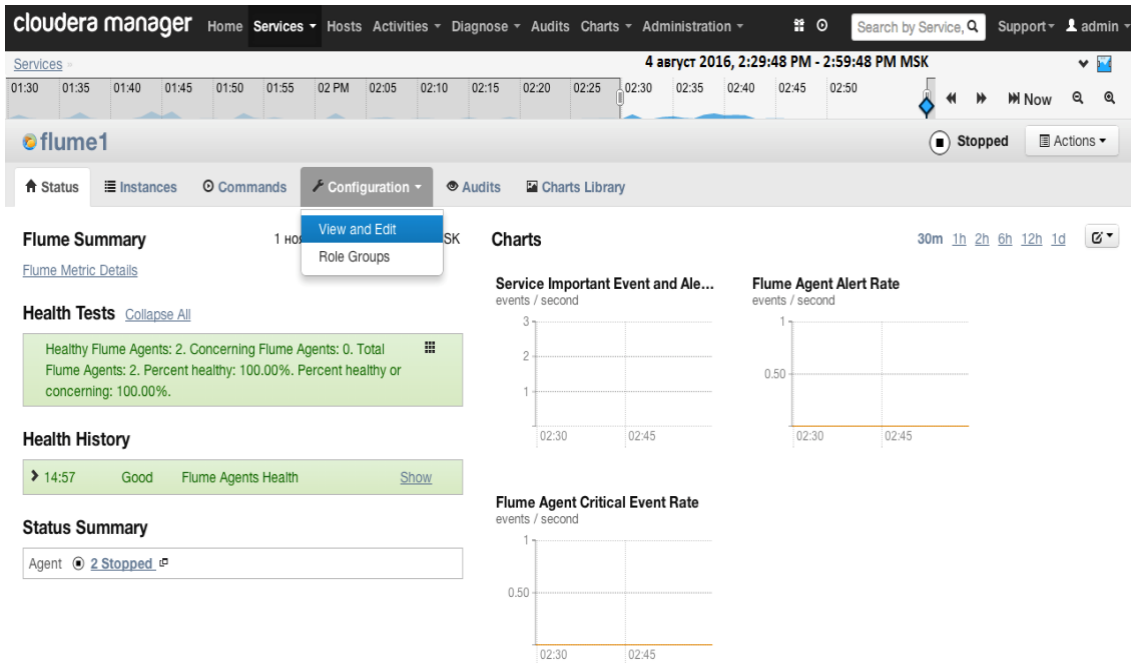 cloudera manager Home Services Hosts Activities Diagnose Audits Charts Administration Search by Service, Support admin
Services »
4 август 2016, 2:29:48 PM - 2:59:48 PM MSK
01:30 01:35 01:40 01:45 01:50 01:55 02 PM 02:05 02:10 02:15 02:20 02:25 02:30 02:35 02:40 02:45 02:50 Now
flume1 Stopped Actions
Status Instances Commands Configuration Audits Charts Library
View and Edit
Role Groups
Flume Summary 1 SK
Flume Metric Details
Health Tests Collapse All
Healthy Flume Agents: 2. Concerning Flume Agents: 0. Total
Flume Agents: 2. Percent healthy: 100.00%. Percent healthy or
concerning: 100.00%.
Health History
14:57 Good Flume Agents Health Show
Status Summary
Agent 2 Stopped
Charts 30m 1h 2h 6h 12h 1d
Service Important Event and Ale...
events / second
3
2
1
02:30 02:45
Flume Agent Alert Rate
events / second
1
0.50
02:30 02:45
Flume Agent Critical Event Rate
events / second
1
0.50
02:30 02:45